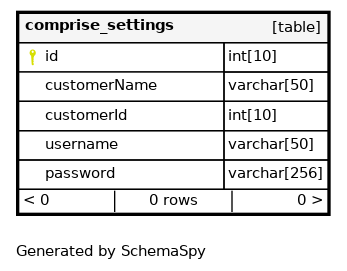 comprise_settings [table]
id int[10]
customerName varchar[50]
customerId int[10]
username varchar[50]
password varchar[256]
< 0 0 rows 0 >
Generated by SchemaSpy